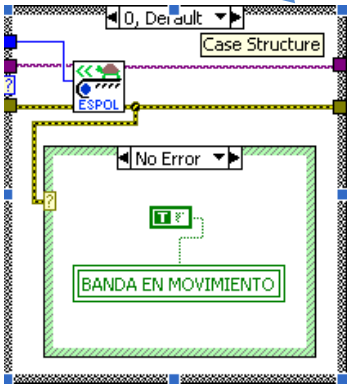 0, Default
Case Structure
?
ESPOL
No Error
?
T F
BANDA EN MOVIMIENTO